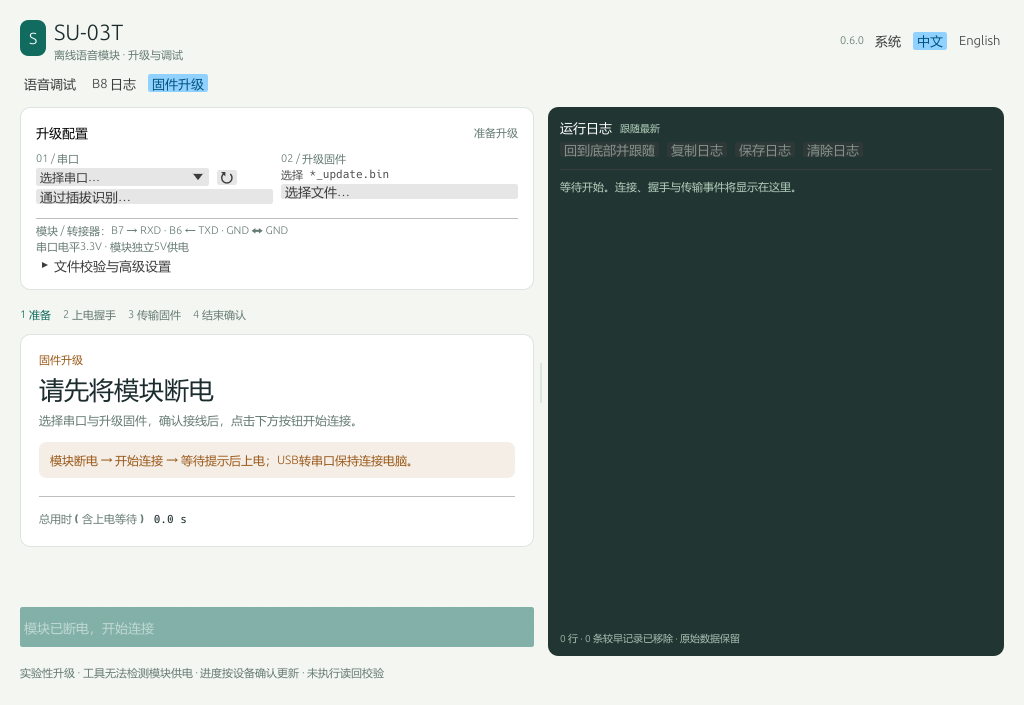 S
SU-03T
离线语音模块 · 升级与调试
0.6.0 系统 中文 English
语音调试 B8 日志 固件升级
升级配置
准备升级
01 / 串口
选择串口…
↻
通过插拔识别…
02 / 升级固件
选择 *_update.bin
选择文件…
模块 / 转接器： B7 → RXD · B6 ← TXD · GND ⬌ GND
串口电平3.3V · 模块独立5V供电
文件校验与高级设置
1 准备 2 上电握手 3 传输固件 4 结束确认
固件升级
请先将模块断电
选择串口与升级固件，确认接线后，点击下方按钮开始连接。
模块断电 → 开始连接 → 等待提示后上电；USB转串口保持连接电脑。
总用时（含上电等待） 0.0 s
模块已断电，开始连接
实验性升级 · 工具无法检测模块供电 · 进度按设备确认更新 · 未执行读回校验
运行日志 跟随最新
回到底部并跟随 复制日志 保存日志 清除日志
等待开始。连接、握手与传输事件将显示在这里。
0 行 · 0 条较早记录已移除 · 原始数据保留